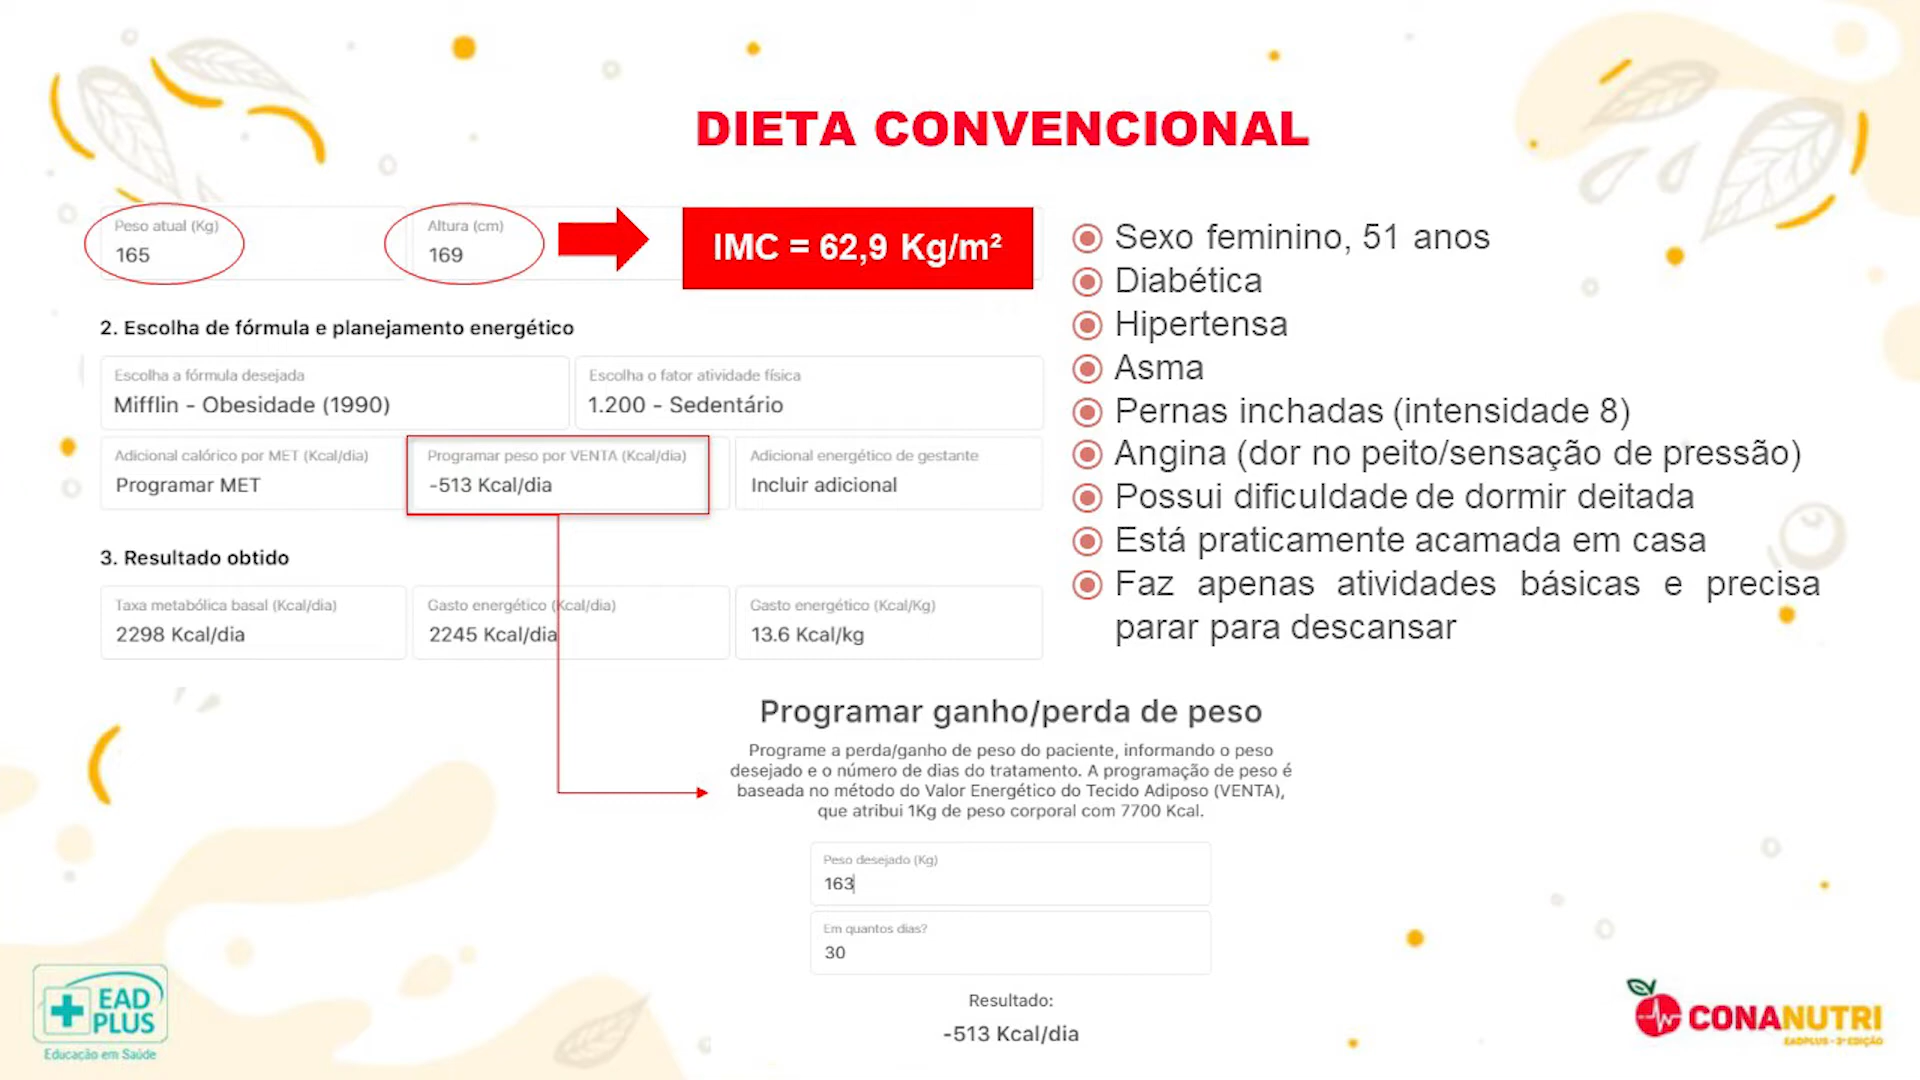 DIETA CONVENCIONAL
Peso atual (Kg)
165
Altura (cm)
169
IMC = 62,9 Kg/m²
2. Escolha de fórmula e planejamento energético
Escolha a fórmula desejada
Mifflin - Obesidade (1990)
Escolha o fator atividade física
1.200 - Sedentário
Adicional calórico por MET (Kcal/dia)
Programar MET
Programar peso por VENTA (Kcal/dia)
-513 Kcal/dia
Adicional energético de gestante
Incluir adicional
3. Resultado obtido
Taxa metabólica basal (Kcal/dia)
2298 Kcal/dia
Gasto energético (Kcal/dia)
2245 Kcal/dia
Gasto energético (Kcal/Kg)
13.6 Kcal/kg
Sexo feminino, 51 anos
Diabética
Hipertensa
Asma
Pernas inchadas (intensidade 8)
Angina (dor no peito/sensação de pressão)
Possui dificuldade de dormir deitada
Está praticamente acamada em casa
Faz apenas atividades básicas e precisa
parar para descansar
Programar ganho/perda de peso
Programe a perda/ganho de peso do paciente, informando o peso
desejado e o número de dias do tratamento. A programação de peso é
baseada no método do Valor Energético do Tecido Adiposo (VENTA),
que atribui 1Kg de peso corporal com 7700 Kcal.
Peso desejado (Kg)
163
Em quantos dias?
30
Resultado:
-513 Kcal/dia
EAD
PLUS
Educação em Saúde
CONANUTRI
EADPLUS - 3ª EDIÇÃO